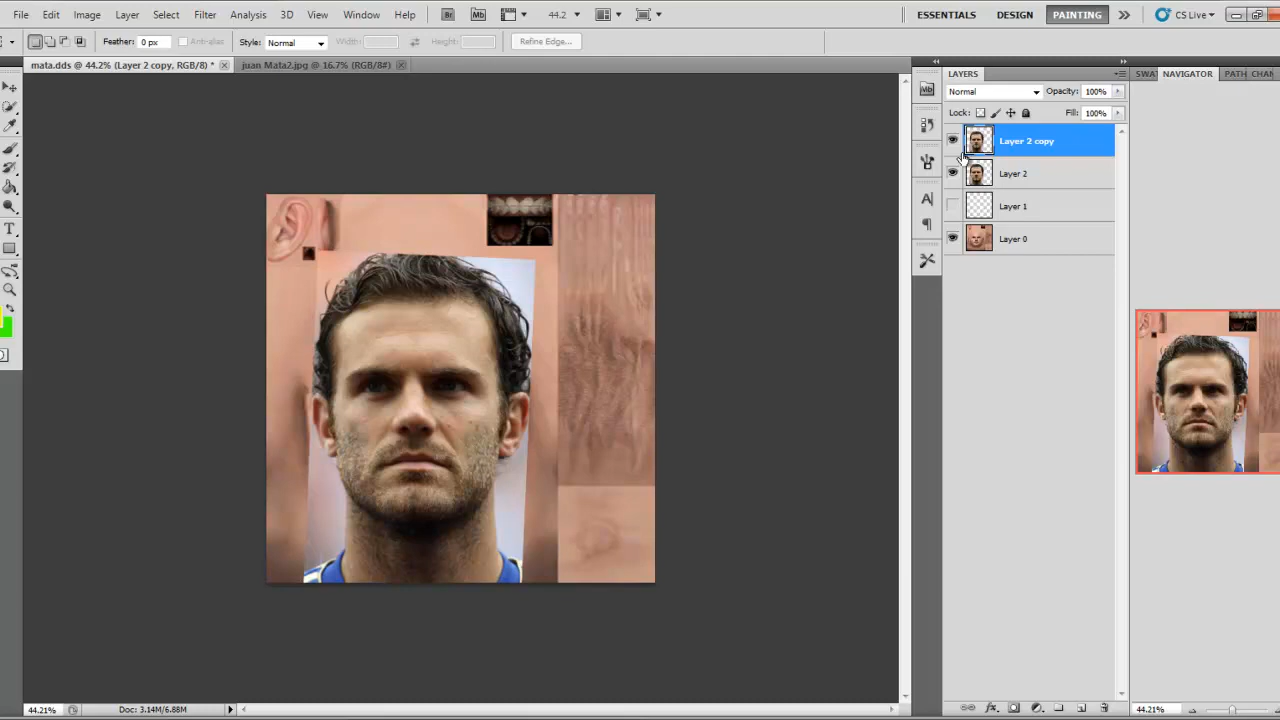 File Edit Image Layer Select Filter Analysis 3D View Window Help Br Mb 44.2 ESSENTIALS DESIGN PAINTING CS Live
Feather: 0 px Anti-alias Style: Normal Width: Height: Refine Edge...
mata.dds @ 44.2% (Layer 2 copy, RGB/8) * juan Mata2.jpg @ 16.7% (RGB/8#)
LAYERS
SWAT NAVIGATOR PATH CHAN
Normal Opacity: 100%
Lock: Fill: 100%
Layer 2 copy
Layer 2
Layer 1
Layer 0
44.21% Doc: 3.14M/6.88M
44.21%